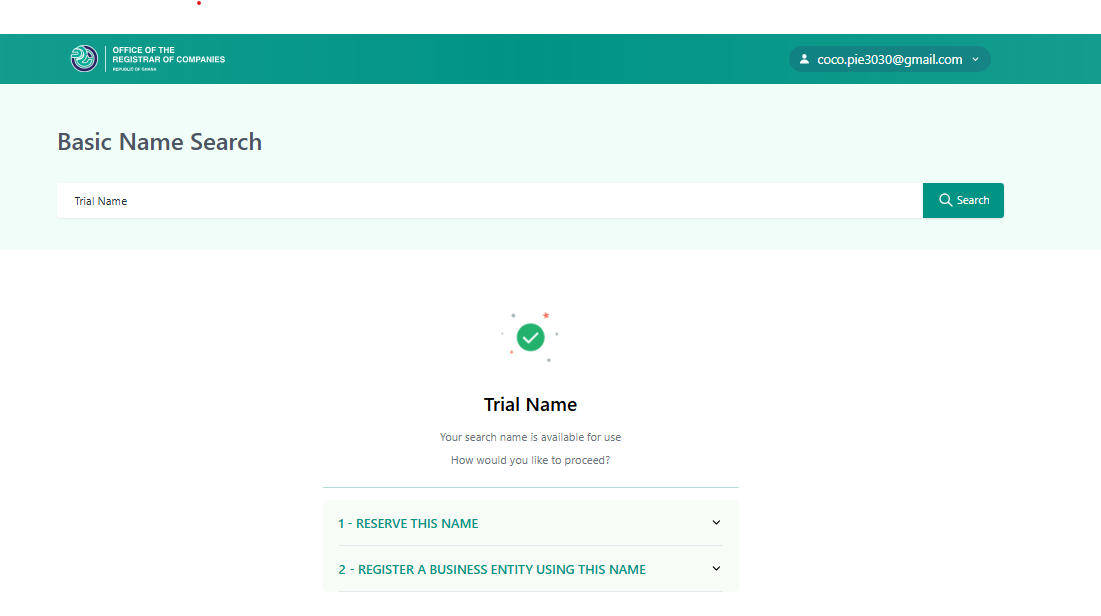 OFFICE OF THE
REGISTRAR OF COMPANIES
REPUBLIC OF GHANA
coco.pie3030@gmail.com
Basic Name Search
Trial Name
Search
Trial Name
Your search name is available for use
How would you like to proceed?
1 - RESERVE THIS NAME
2 - REGISTER A BUSINESS ENTITY USING THIS NAME